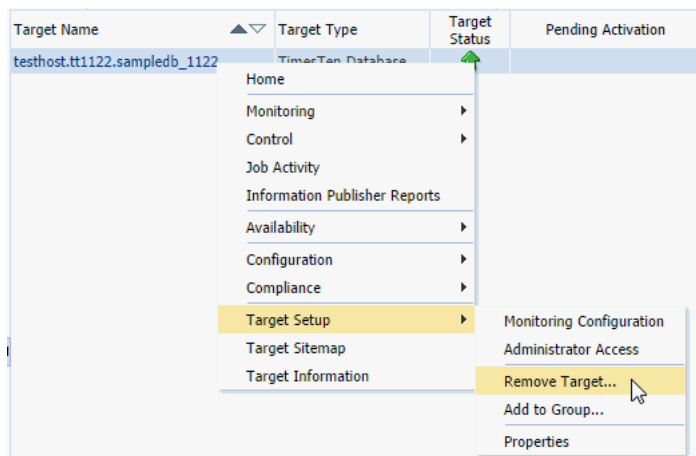 Target Name Target Type Target Status Pending Activation
testhost.tt1122.sampledb_1122 TimesTen Database
Home
Monitoring
Control
Job Activity
Information Publisher Reports
Availability
Configuration
Compliance
Target Setup
Target Sitemap
Target Information
Monitoring Configuration
Administrator Access
Remove Target...
Add to Group...
Properties